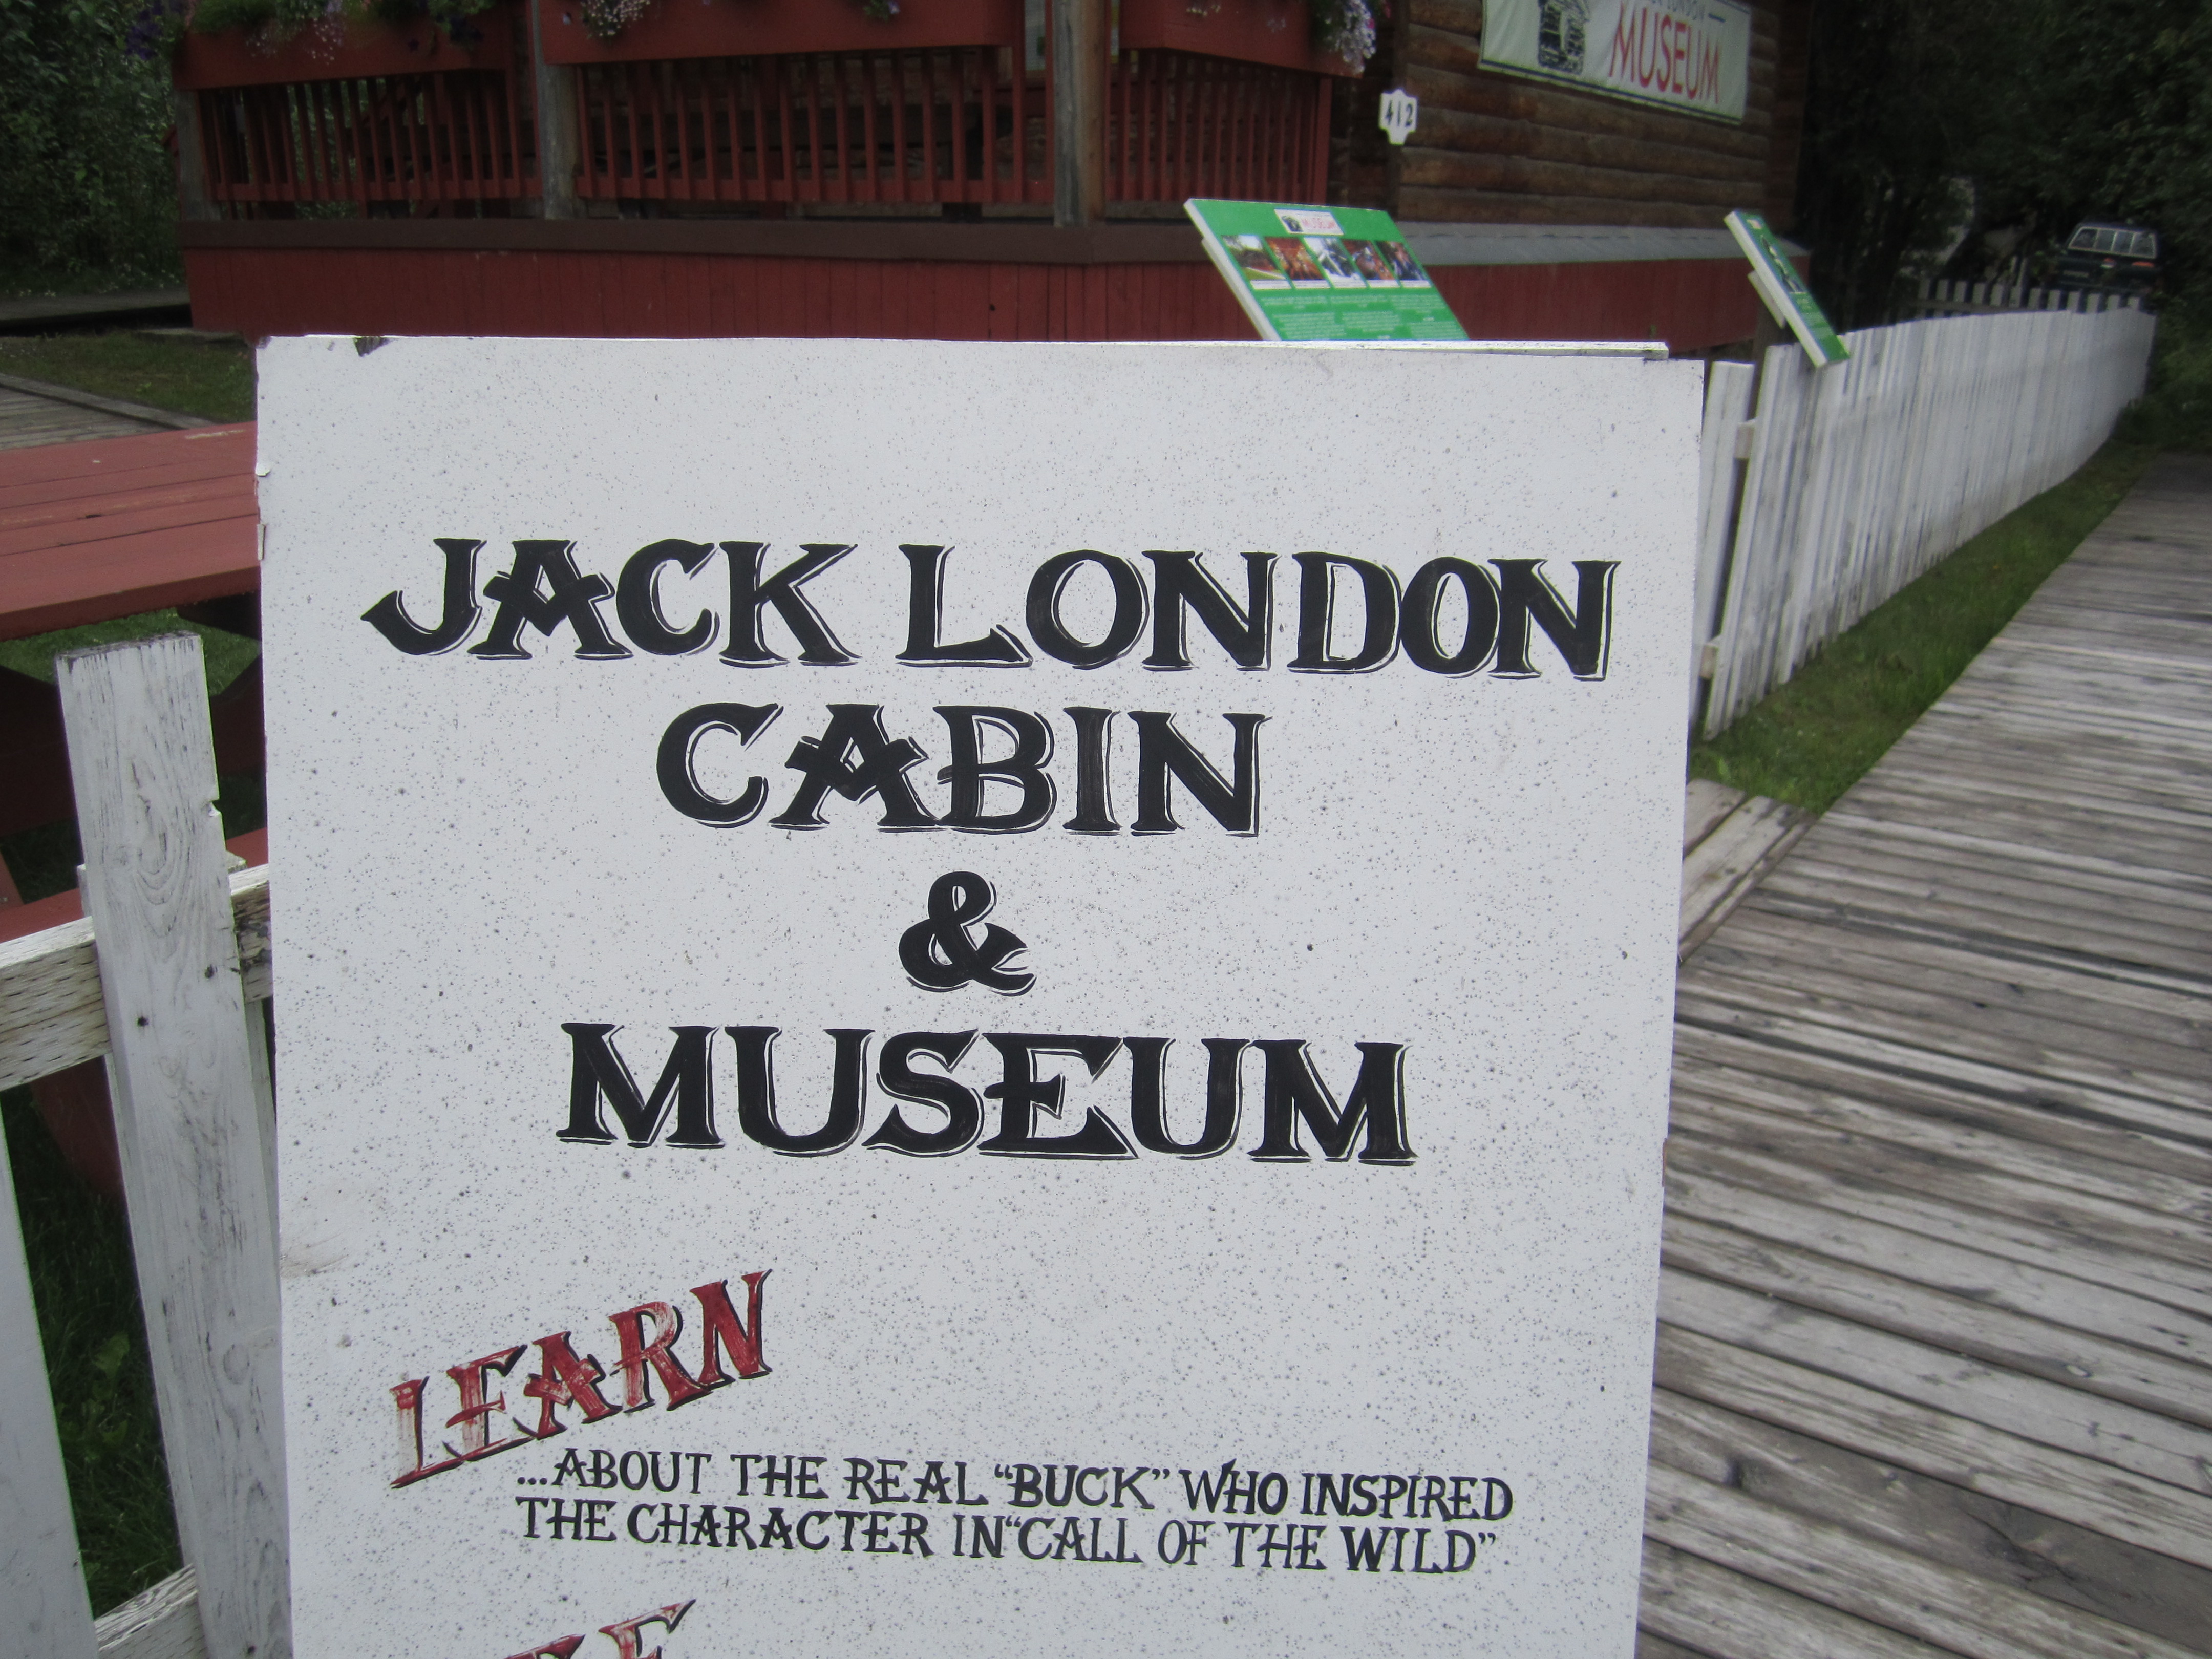 MUSEUM
412
JACK LONDON
CABIN
&
MUSEUM
LEARN
...ABOUT THE REAL "BUCK" WHO INSPIRED
THE CHARACTER IN "CALL OF THE WILD"